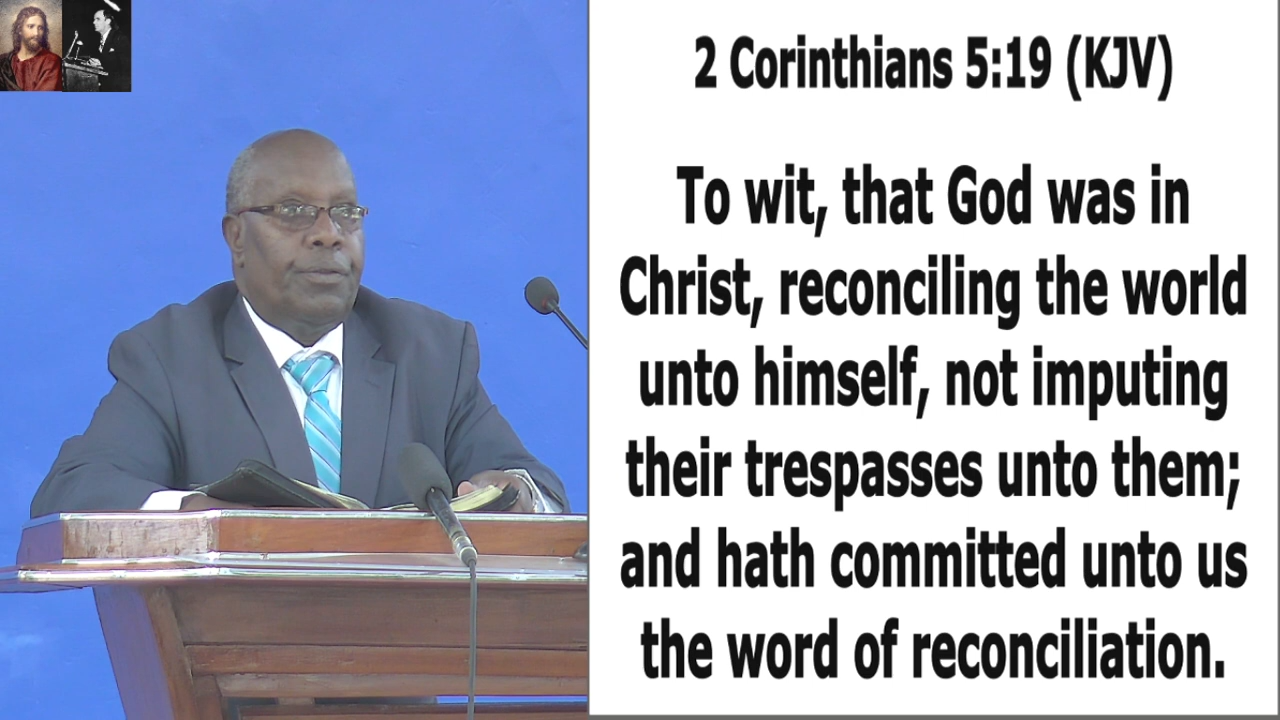 2 Corinthians 5:19 (KJV)
To wit, that God was in
Christ, reconciling the world
unto himself, not imputing
their trespasses unto them;
and hath committed unto us
the word of reconciliation.